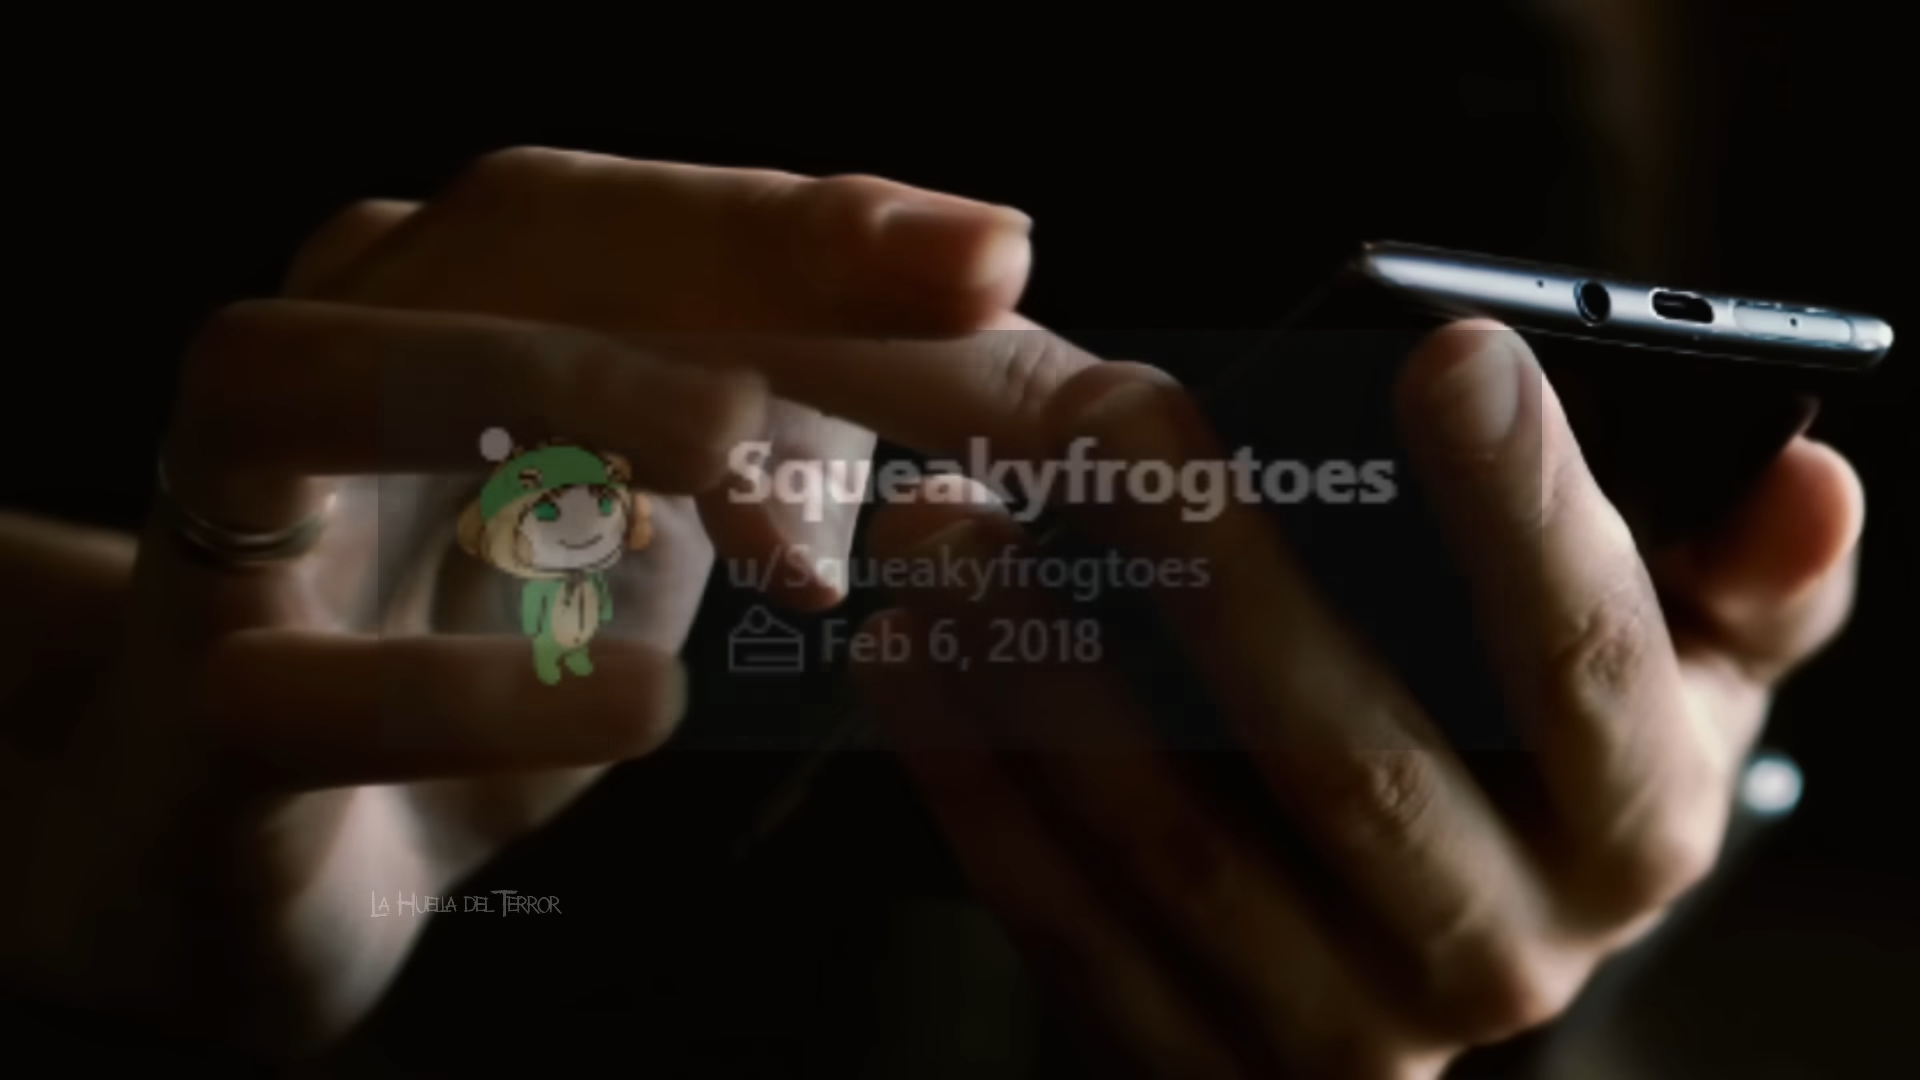 Squeakyfrogtoes
u/Squeakyfrogtoes
Feb 6, 2018
La Huella del Terror